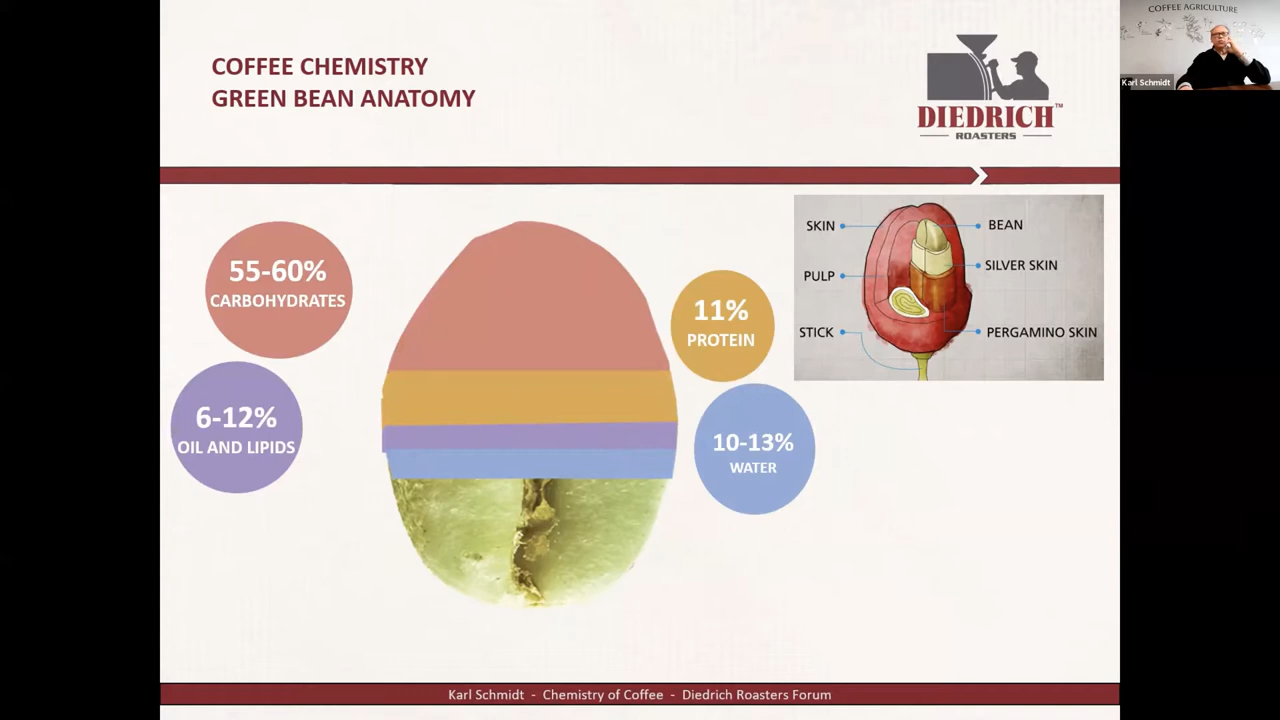 COFFEE CHEMISTRY
GREEN BEAN ANATOMY
DIEDRICH™
ROASTERS
COFFEE AGRICULTURE
Karl Schmidt
55-60%
CARBOHYDRATES
6-12%
OIL AND LIPIDS
11%
PROTEIN
10-13%
WATER
SKIN
PULP
STICK
BEAN
SILVER SKIN
PERGAMINO SKIN
Karl Schmidt - Chemistry of Coffee - Diedrich Roasters Forum